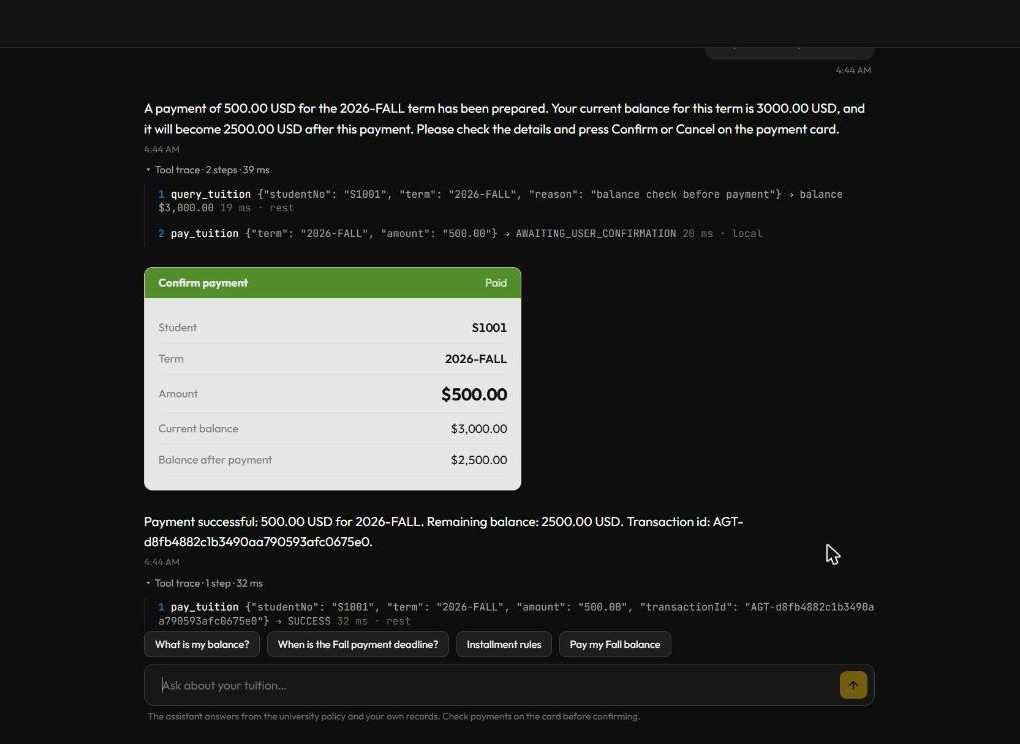 4:44 AM
A payment of 500.00 USD for the 2026-FALL term has been prepared. Your current balance for this term is 3000.00 USD, and
it will become 2500.00 USD after this payment. Please check the details and press Confirm or Cancel on the payment card.
4:44 AM
Tool trace · 2 steps · 39 ms
1 query_tuition {"studentNo": "S1001", "term": "2026-FALL", "reason": "balance check before payment"} → balance
$3,000.00 19 ms · rest
2 pay_tuition {"term": "2026-FALL", "amount": "500.00"} → AWAITING_USER_CONFIRMATION 20 ms · local
Confirm payment Paid
Student S1001
Term 2026-FALL
Amount $500.00
Current balance $3,000.00
Balance after payment $2,500.00
Payment successful: 500.00 USD for 2026-FALL. Remaining balance: 2500.00 USD. Transaction id: AGT-
d8fb4882c1b3490aa790593afc0675e0.
4:44 AM
Tool trace · 1 step · 32 ms
1 pay_tuition {"studentNo": "S1001", "term": "2026-FALL", "amount": "500.00", "transactionId": "AGT-d8fb4882c1b3490a
a790593afc0675e0"} → SUCCESS 32 ms · rest
What is my balance? When is the Fall payment deadline? Installment rules Pay my Fall balance
Ask about your tuition...
The assistant answers from the university policy and your own records. Check payments on the card before confirming.